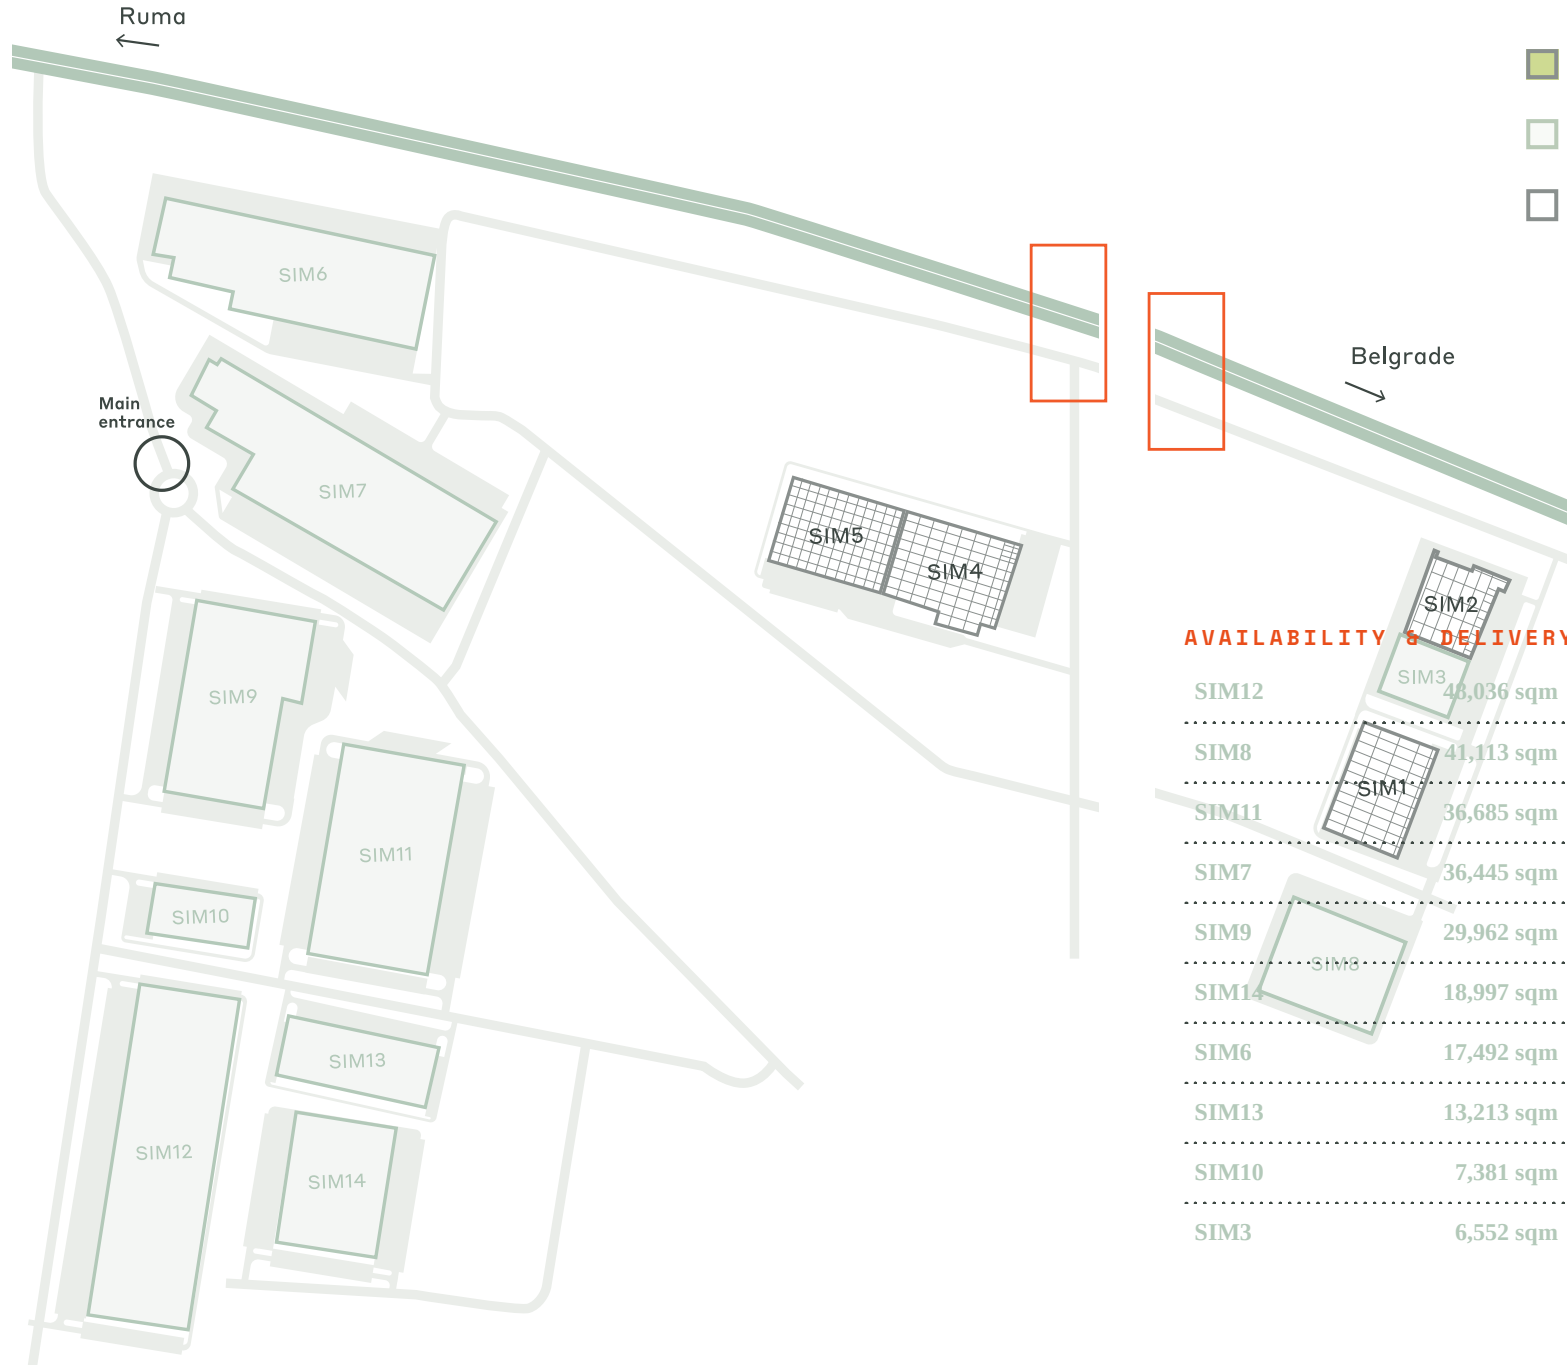 Ruma
Belgrade
Main
entrance
SIM6
SIM7
SIM5
SIM4
SIM2
SIM3
SIM1
SIM8
SIM9
SIM11
SIM10
SIM13
SIM12
SIM14
AVAILABILITY & DELIVERY
SIM12 48,036 sqm
SIM8 41,113 sqm
SIM11 36,685 sqm
SIM7 36,445 sqm
SIM9 29,962 sqm
SIM14 18,997 sqm
SIM6 17,492 sqm
SIM13 13,213 sqm
SIM10 7,381 sqm
SIM3 6,552 sqm